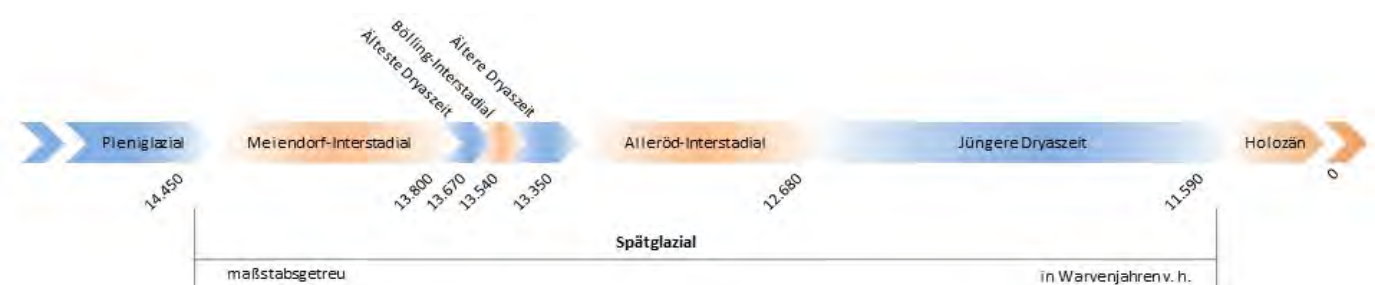 Älteste Dryaszeit
Bölling-Interstadial
Ältere Dryaszeit
Pleniglazial
Meiendorf-Interstadial
Alleröd-Interstadial
Jüngere Dryaszeit
Holozän
14.450
13.800
13.670
13.540
13.350
12.680
11.590
0
Spätglazial
maßstabsgetreu
in Warvenjahren v. h.